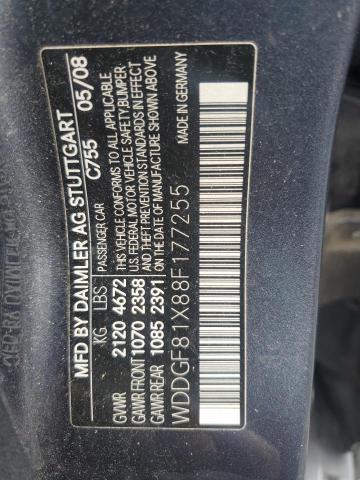 MFD BY DAIMLER AG STUTTGART 05/08
C755
KG LBS PASSENGER CAR
GVWR 2120 4672 THIS VEHICLE CONFORMS TO ALL APPLICABLE
GAWR FRONT 1070 2358 U.S. FEDERAL MOTOR VEHICLE SAFETY, BUMPER,
GAWR REAR 1085 2391 AND THEFT PREVENTION STANDARDS IN EFFECT
ON THE DATE OF MANUFACTURE SHOWN ABOVE
WDDGF81X88F177255
MADE IN GERMANY